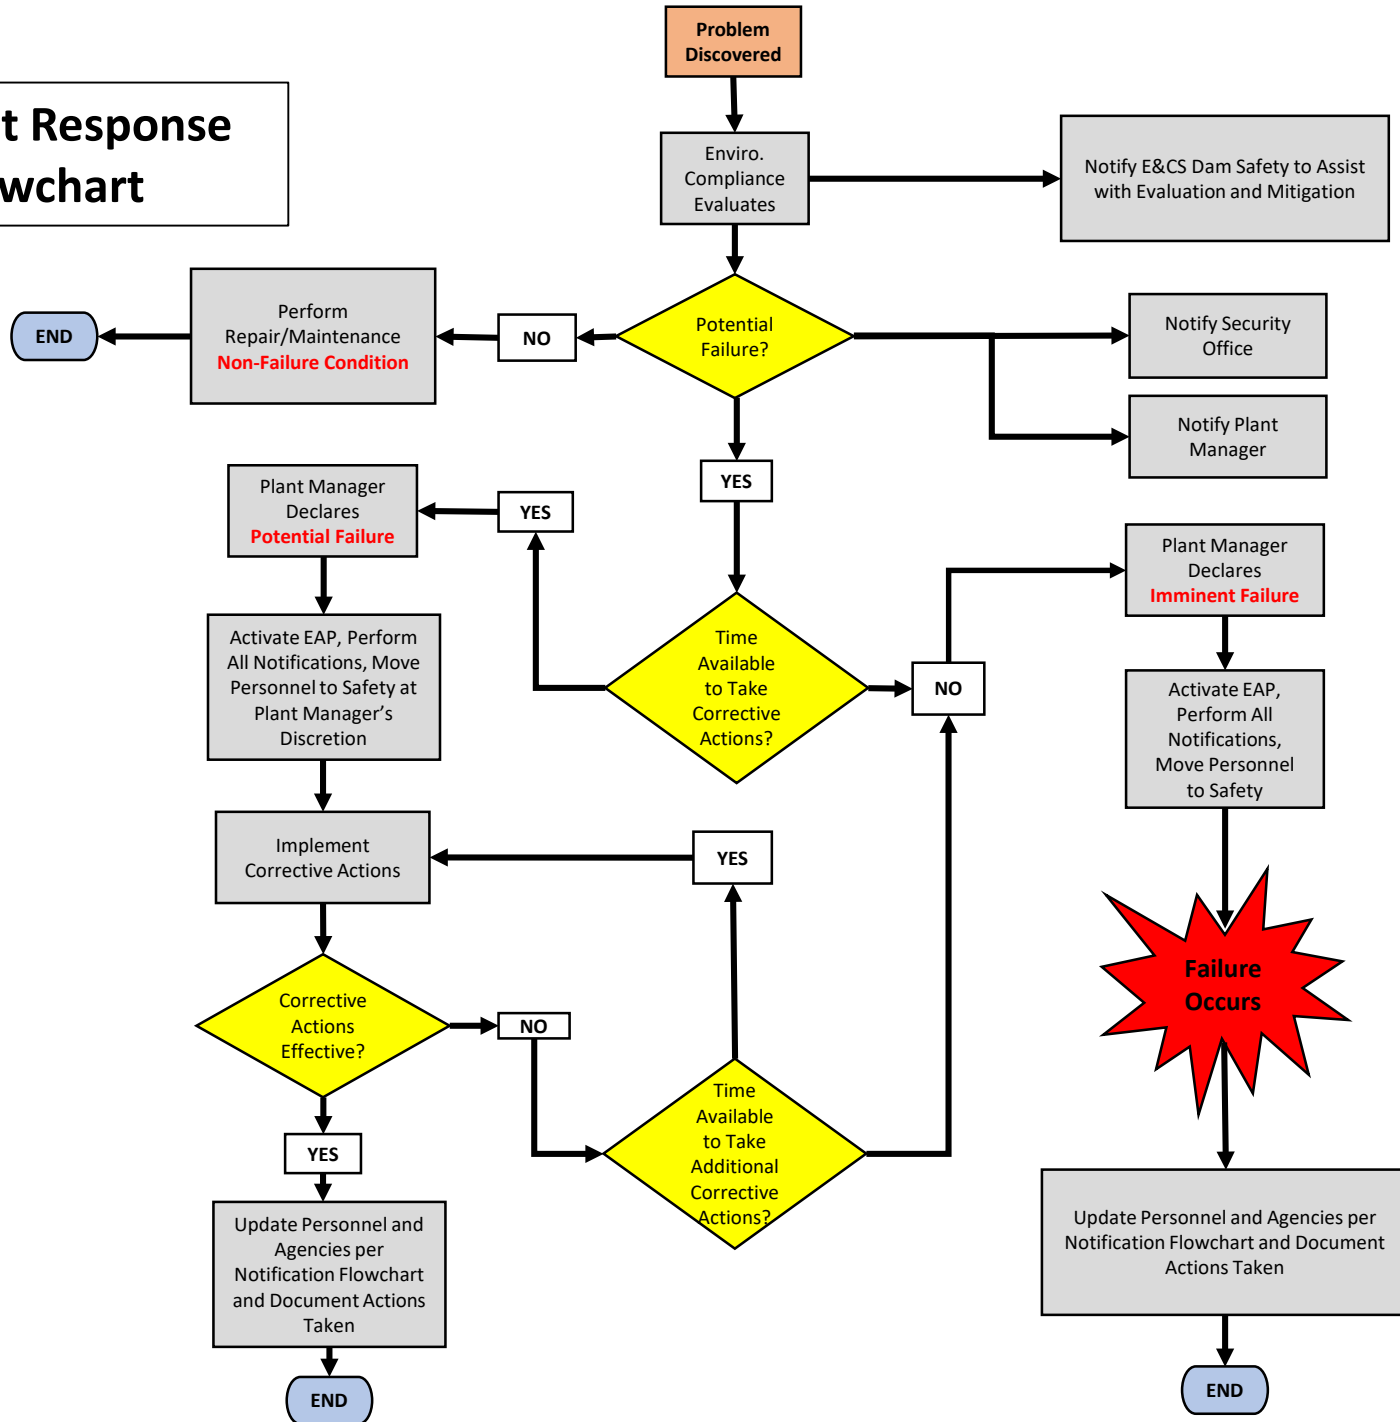 Problem
Discovered
t Response
wchart
Enviro.
Compliance
Evaluates
Notify E&CS Dam Safety to Assist
with Evaluation and Mitigation
END
Perform
Repair/Maintenance
Non-Failure Condition
NO
Potential
Failure?
Notify Security
Office
Notify Plant
Manager
YES
Plant Manager
Declares
Potential Failure
YES
Plant Manager
Declares
Imminent Failure
Activate EAP, Perform
All Notifications, Move
Personnel to Safety at
Plant Manager’s
Discretion
Time
Available
to Take
Corrective
Actions?
NO
Activate EAP,
Perform All
Notifications,
Move Personnel
to Safety
Implement
Corrective Actions
YES
Failure
Occurs
Corrective
Actions
Effective?
NO
Time
Available
to Take
Additional
Corrective
Actions?
YES
Update Personnel and
Agencies per
Notification Flowchart
and Document Actions
Taken
Update Personnel and Agencies per
Notification Flowchart and Document
Actions Taken
END
END